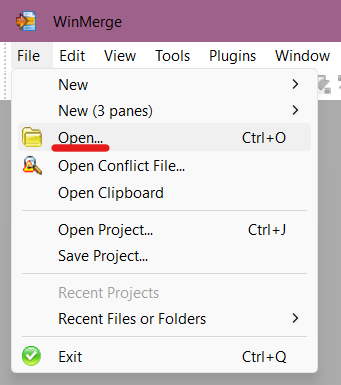 WinMerge
File Edit View Tools Plugins Window
New
New (3 panes)
Open... Ctrl+O
Open Conflict File...
Open Clipboard
Open Project... Ctrl+J
Save Project...
Recent Projects
Recent Files or Folders
Exit Ctrl+Q